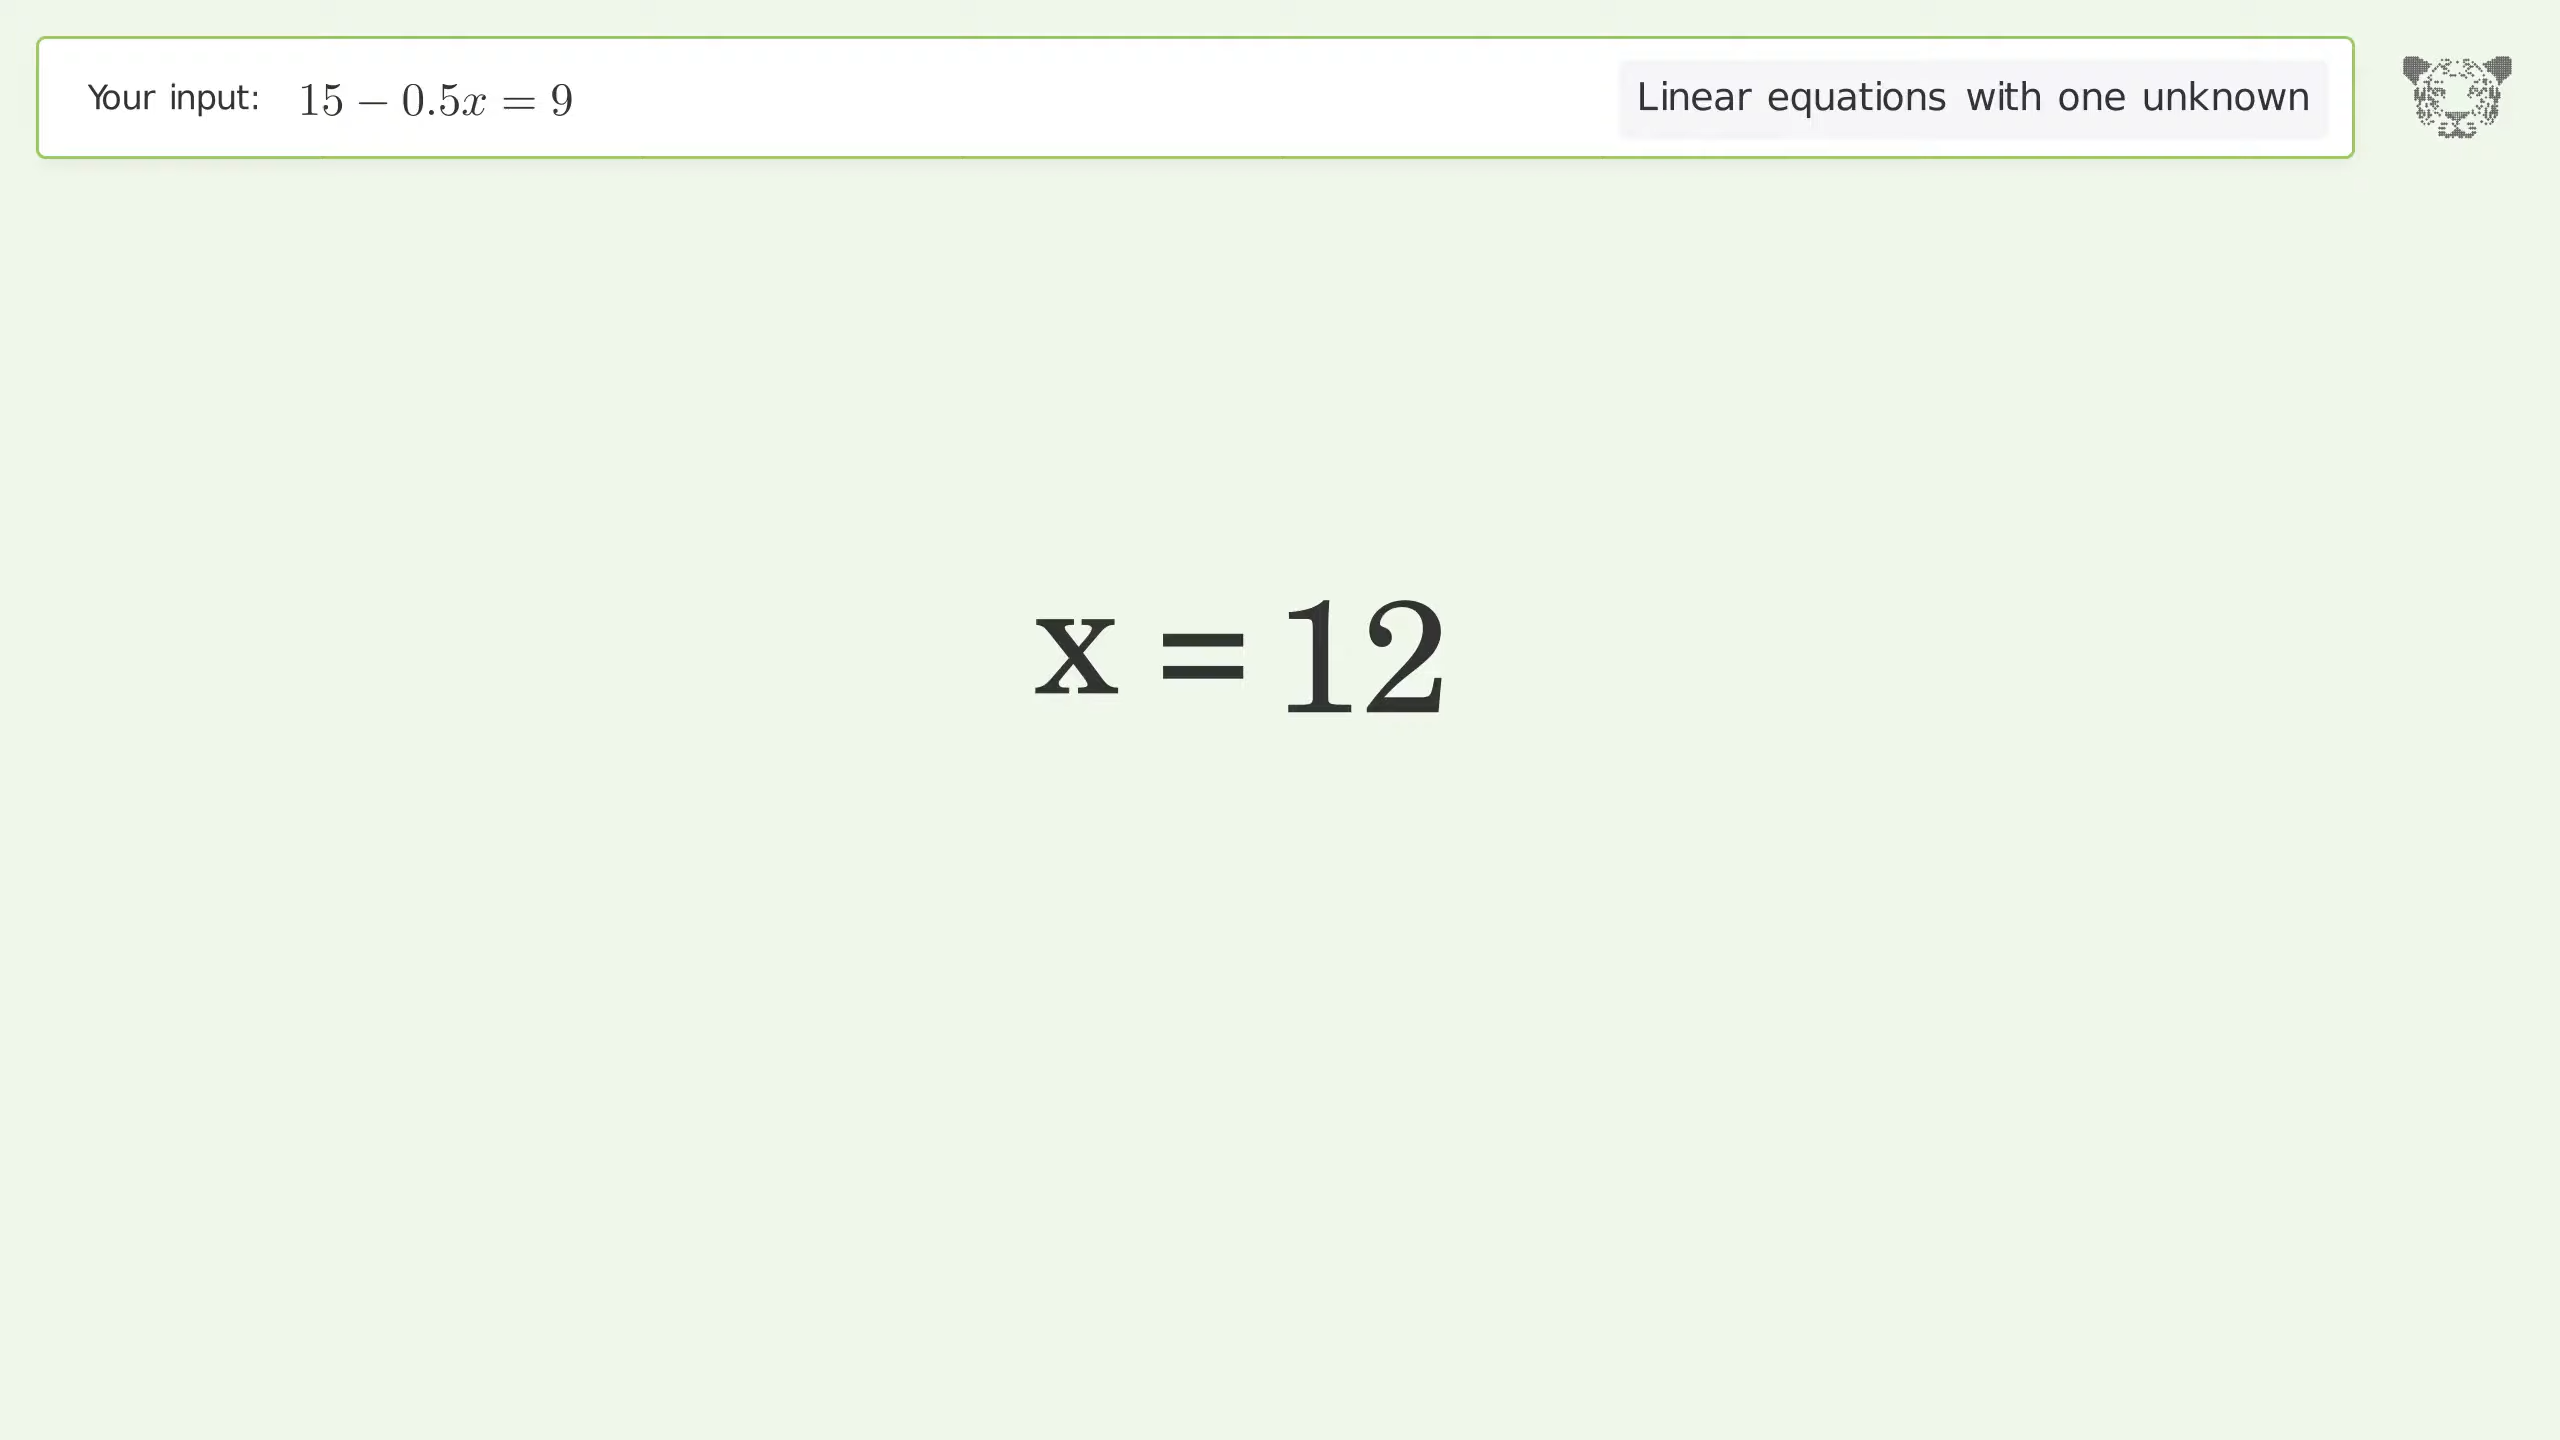 Your input: 15 − 0.5x = 9
Linear equations with one unknown
x = 12